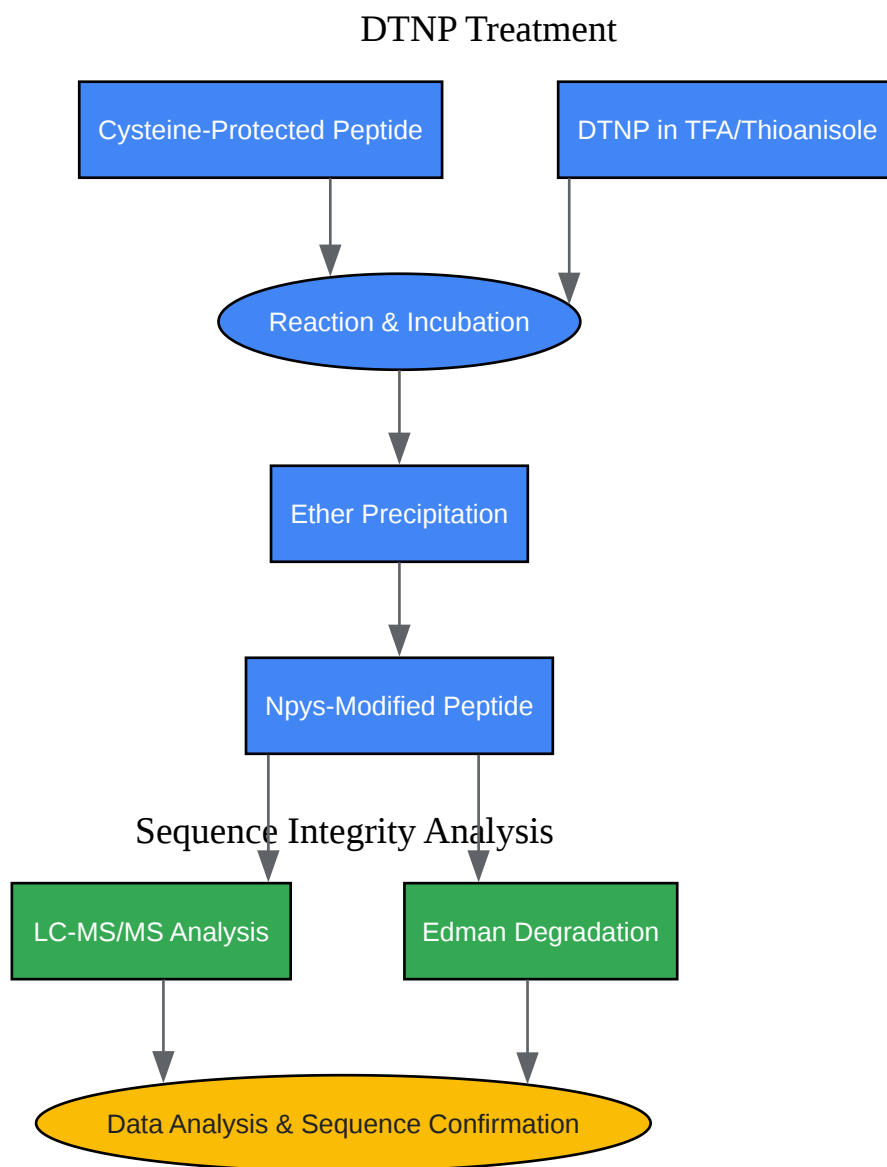 DTNP Treatment
Cysteine-Protected Peptide
DTNP in TFA/Thioanisole
Reaction & Incubation
Ether Precipitation
Npys-Modified Peptide
Sequence Integrity Analysis
LC-MS/MS Analysis
Edman Degradation
Data Analysis & Sequence Confirmation